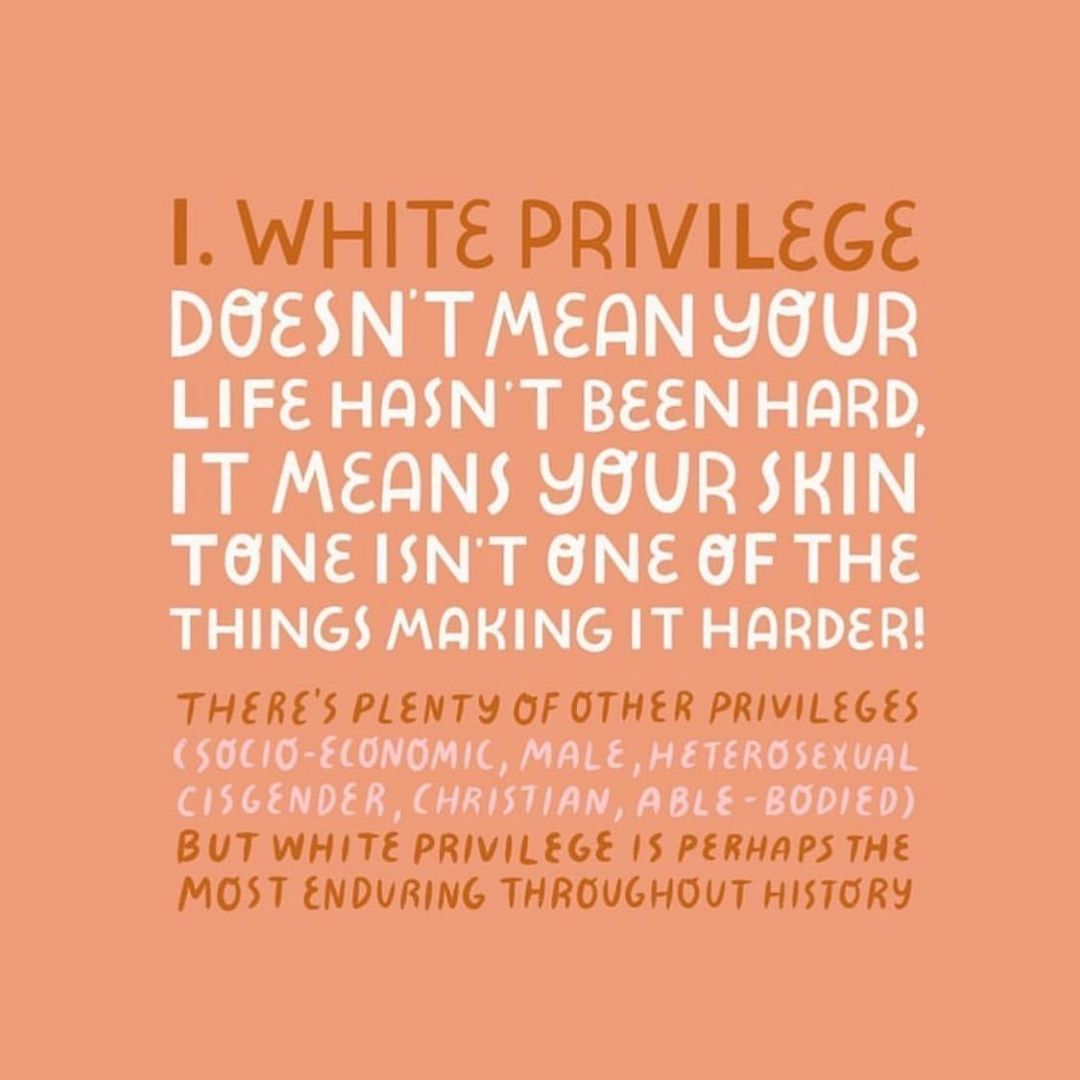 1. WHITE PRIVILEGE
DOESN'T MEAN YOUR
LIFE HASN'T BEEN HARD,
IT MEANS YOUR SKIN
TONE ISN'T ONE OF THE
THINGS MAKING IT HARDER!
THERE'S PLENTY OF OTHER PRIVILEGES
(SOCIO-ECONOMIC, MALE, HETEROSEXUAL
CISGENDER, CHRISTIAN, ABLE-BODIED)
BUT WHITE PRIVILEGE IS PERHAPS THE
MOST ENDURING THROUGHOUT HISTORY